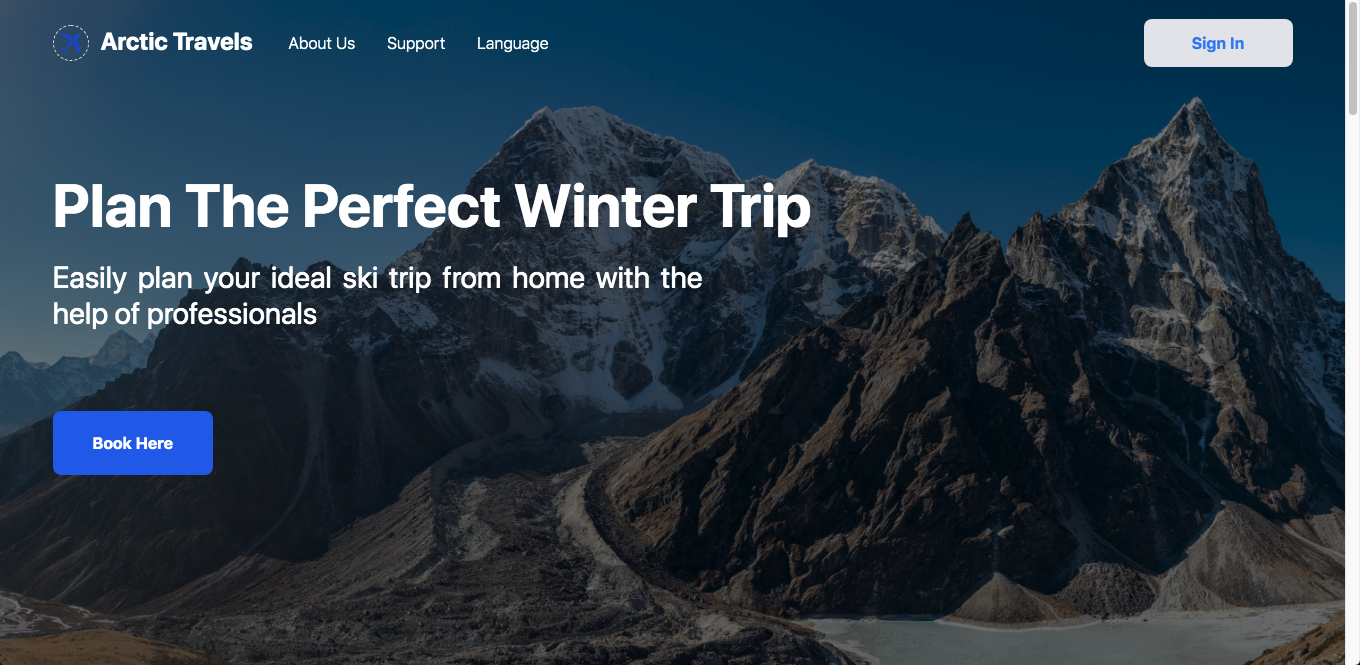 Arctic Travels
About Us
Support
Language
Sign In
Plan The Perfect Winter Trip
Easily plan your ideal ski trip from home with the
help of professionals
Book Here